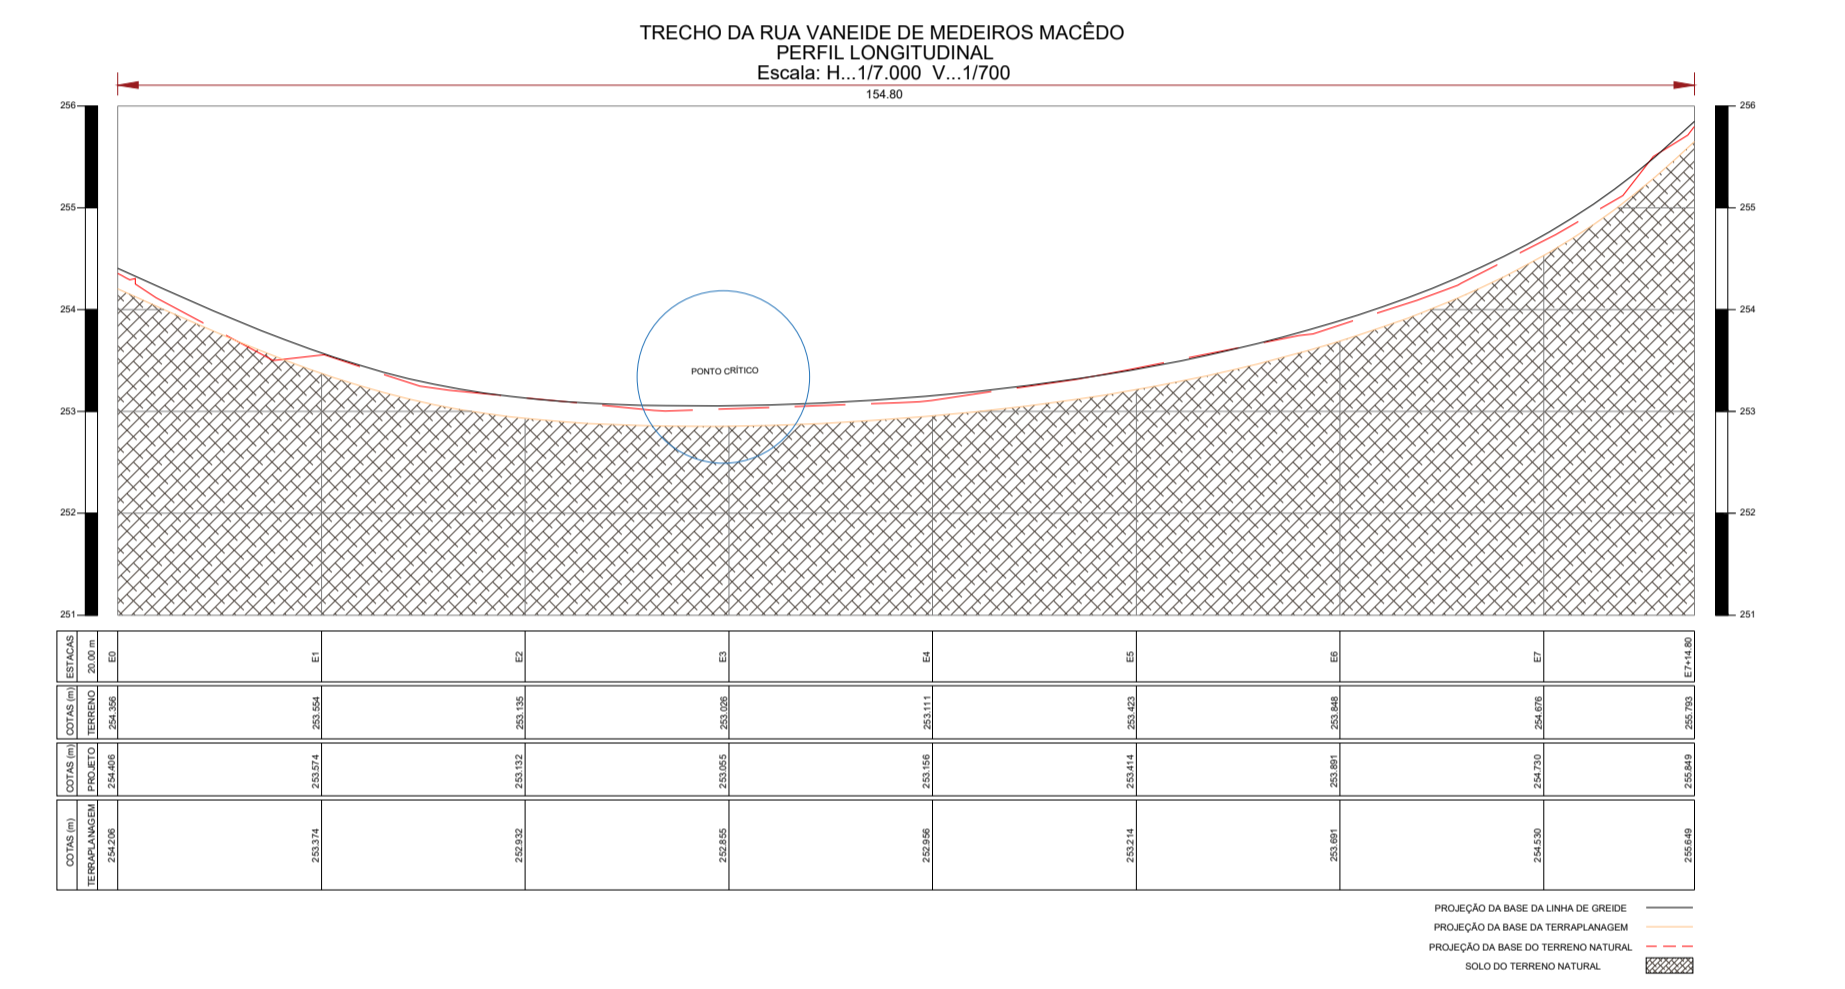 TRECHO DA RUA VANEIDE DE MEDEIROS MACÊDO
PERFIL LONGITUDINAL
Escala: H...1/7.000 V...1/700
154.80
256 256
255 255
254 254
PONTO CRÍTICO
253 253
252 252
251 251
ESTACAS 20.00 m E0 E1 E2 E3 E4 E5 E6 E7 E7+14.80
COTAS (m) TERRENO 254.356 253.554 253.135 253.026 253.111 253.423 253.848 254.676 255.793
COTAS (m) PROJETO 254.406 253.574 253.132 253.055 253.156 253.414 253.891 254.730 255.849
COTAS (m) TERRAPLANAGEM 254.206 253.374 252.932 252.855 252.956 253.214 253.691 254.530 255.649
PROJEÇÃO DA BASE DA LINHA DE GREIDE
PROJEÇÃO DA BASE DA TERRAPLANAGEM
PROJEÇÃO DA BASE DO TERRENO NATURAL
SOLO DO TERRENO NATURAL